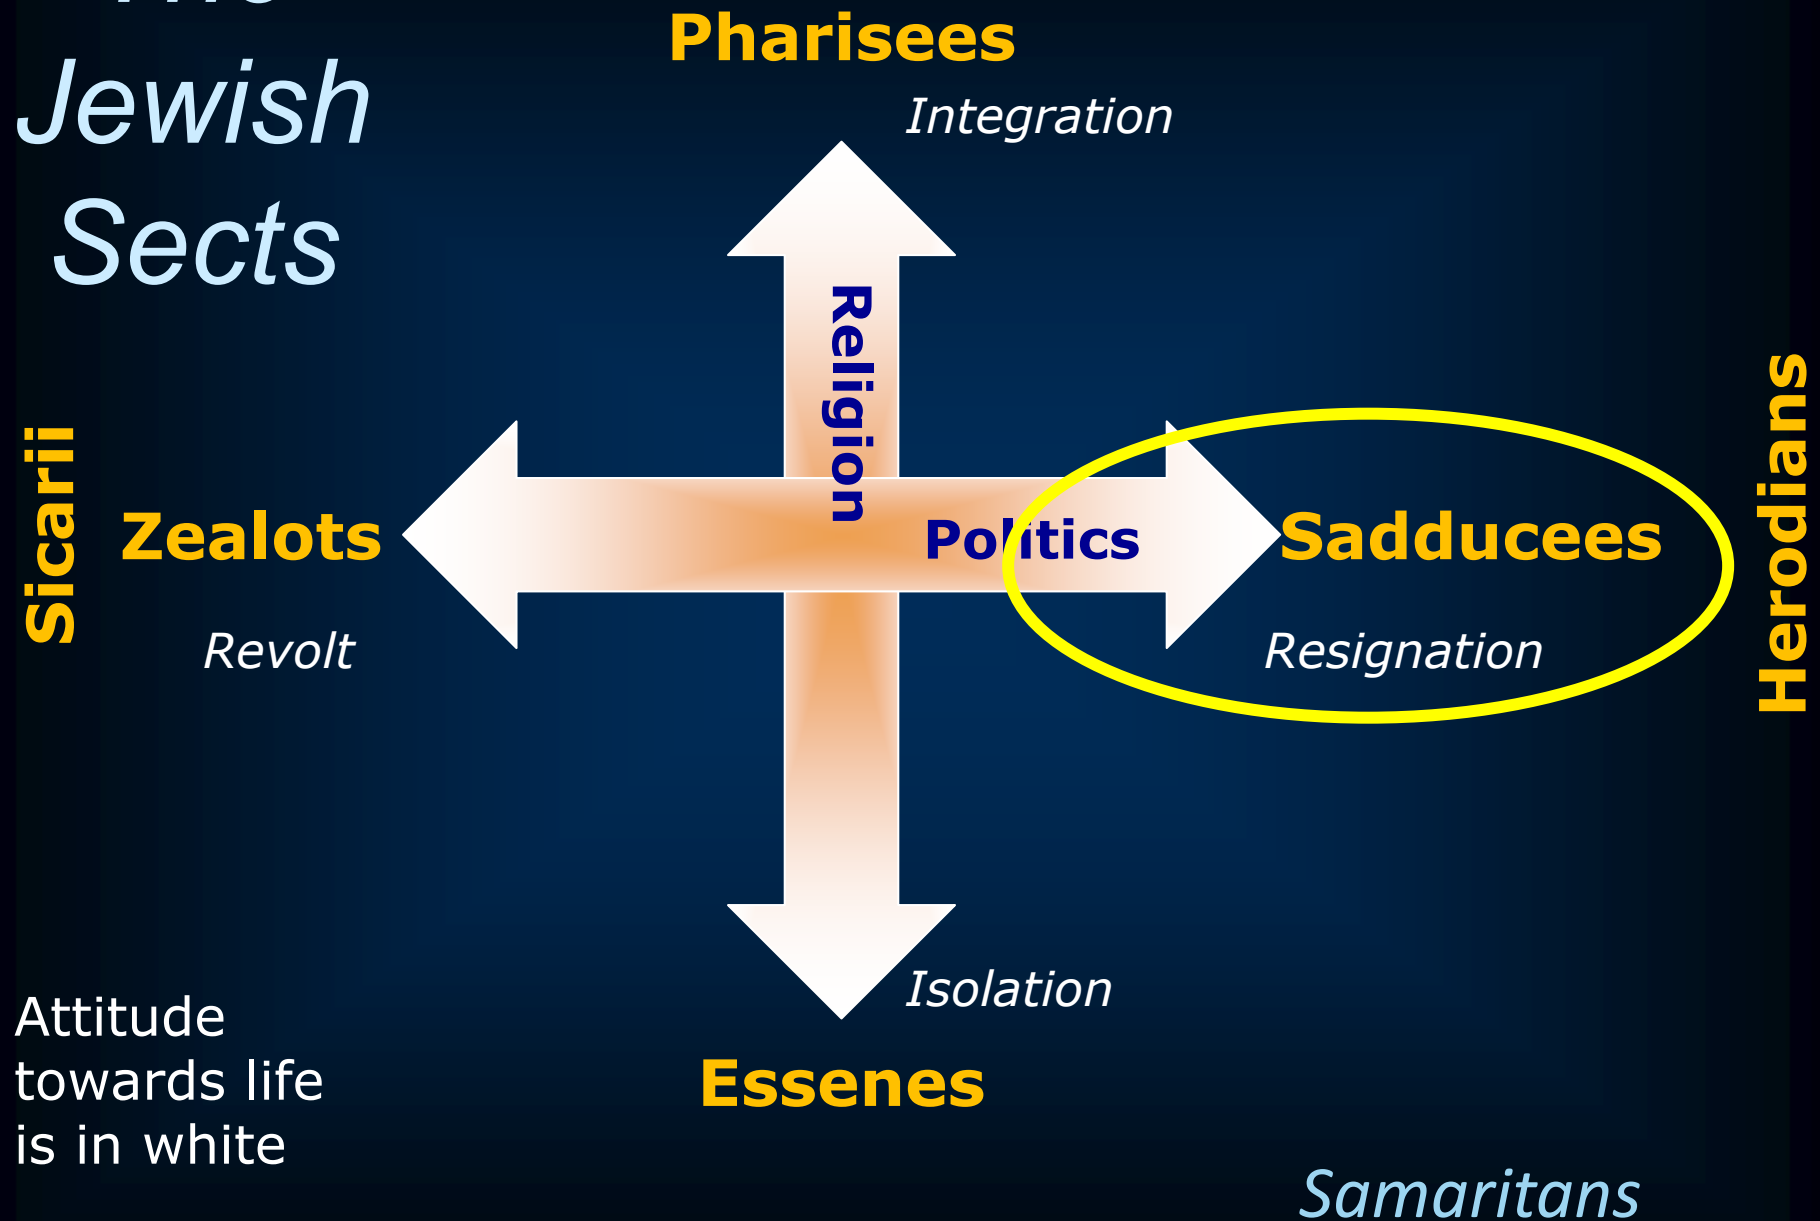 The
Jewish
Sects
Pharisees
Integration
Religion
Sicarii
Zealots
Revolt
Politics
Sadducees
Resignation
Herodians
Isolation
Essenes
Attitude
towards life
is in white
Samaritans